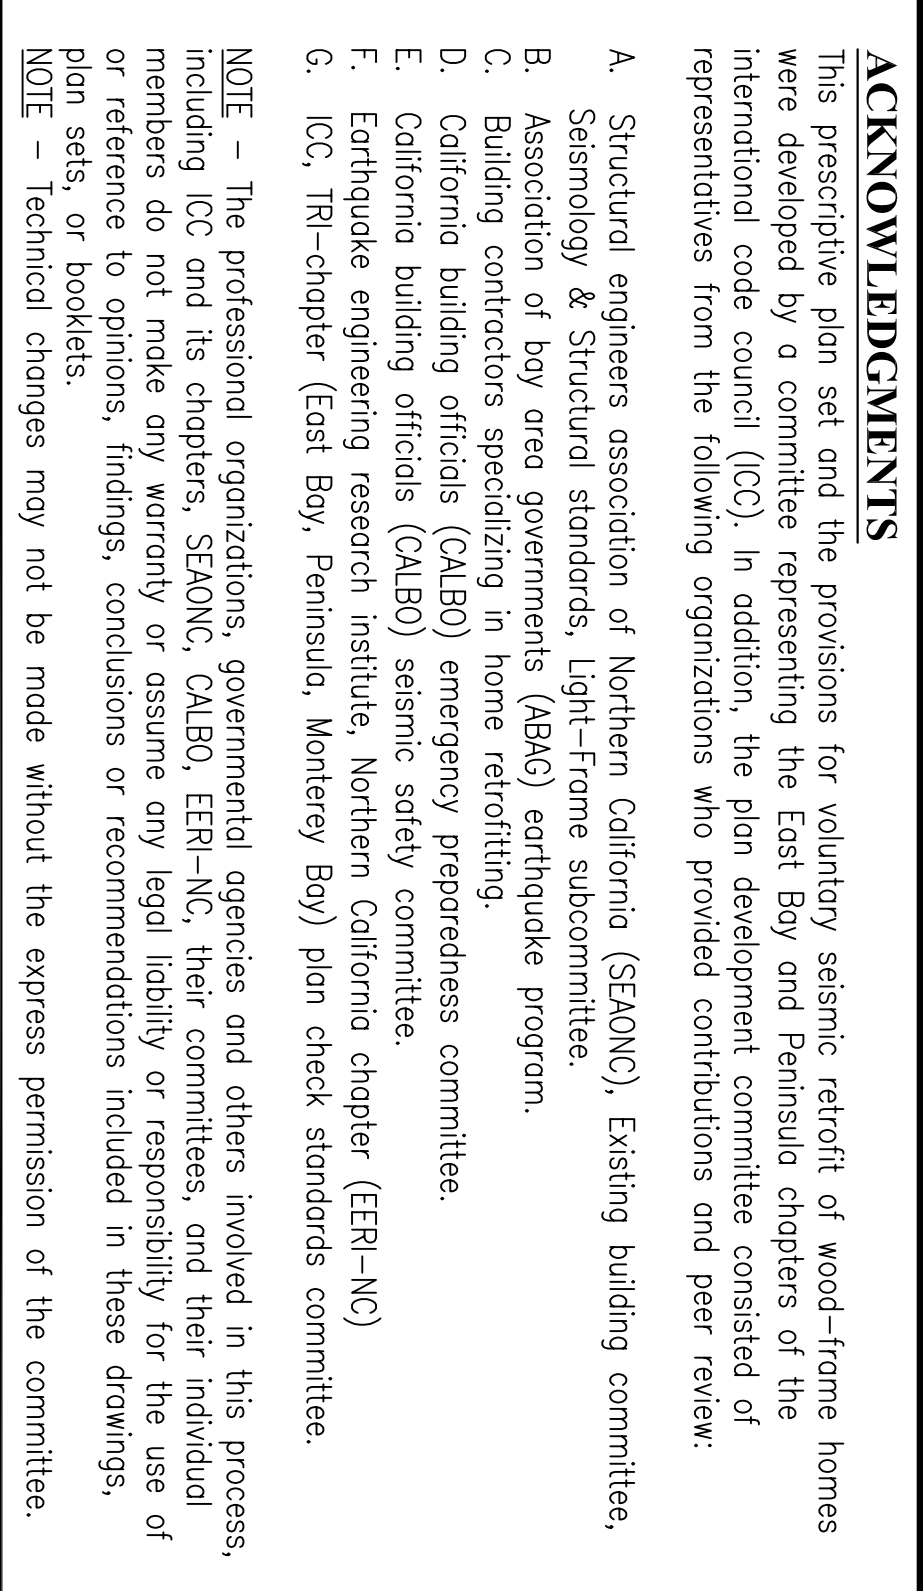 ACKNOWLEDGMENTS
This prescriptive plan set and the provisions for voluntary seismic retrofit of wood-frame homes
were developed by a committee representing the East Bay and Peninsula chapters of the
international code council (ICC). In addition, the plan development committee consisted of
representatives from the following organizations who provided contributions and peer review:
A. Structural engineers association of Northern California (SEAONC), Existing building committee,
Seismology & Structural standards, Light-Frame subcommittee.
B. Association of bay area governments (ABAG) earthquake program.
C. Building contractors specializing in home retrofitting.
D. California building officials (CALBO) emergency preparedness committee.
E. California building officials (CALBO) seismic safety committee.
F. Earthquake engineering research institute, Northern California chapter (EERI-NC)
G. ICC, TRI-chapter (East Bay, Peninsula, Monterey Bay) plan check standards committee.
NOTE - The professional organizations, governmental agencies and others involved in this process,
including ICC and its chapters, SEAONC, CALBO, EERI-NC, their committees, and their individual
members do not make any warranty or assume any legal liability or responsibility for the use of
or reference to opinions, findings, conclusions or recommendations included in these drawings,
plan sets, or booklets.
NOTE - Technical changes may not be made without the express permission of the committee.